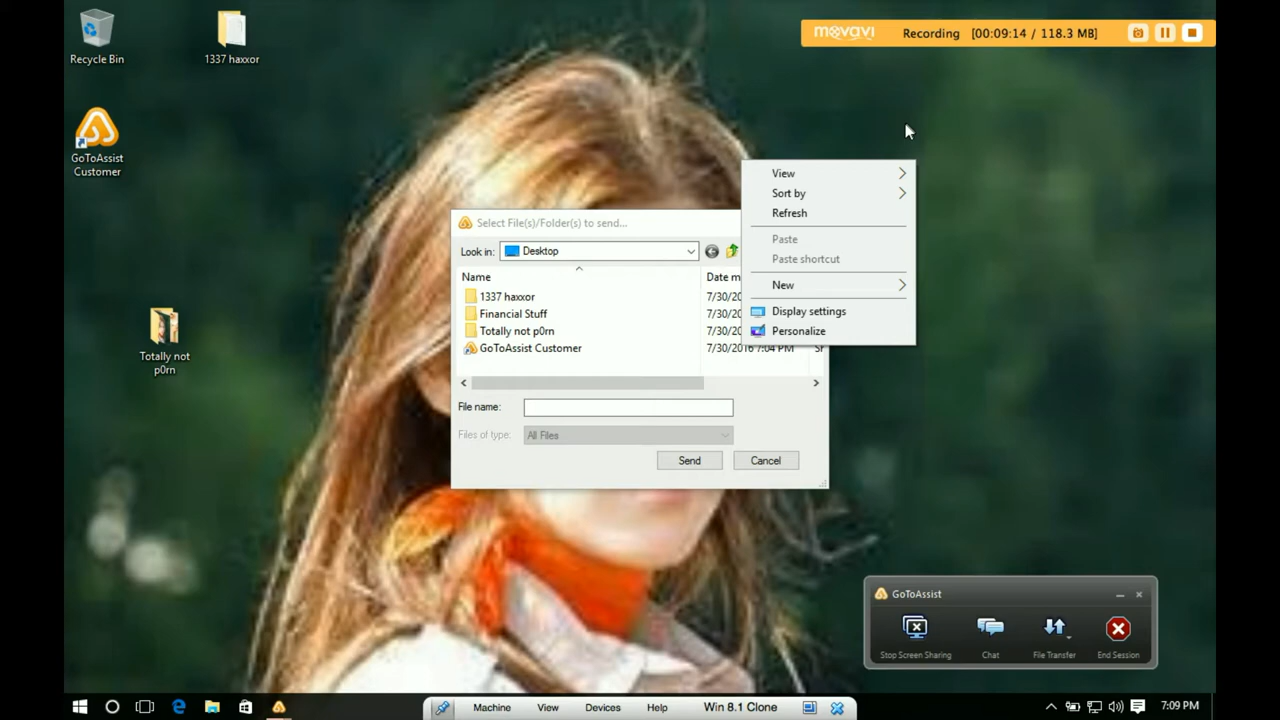 Recycle Bin
1337 haxxor
movavi
Recording [00:09:14 / 118.3 MB]
GoToAssist
Customer
Totally not
p0rn
Select File(s)/Folder(s) to send...
Look in: Desktop
Name
Date m
1337 haxxor
7/30/20
Financial Stuff
7/30/20
Totally not p0rn
7/30/20
GoToAssist Customer
7/30/2016 7:04 PM
File name:
Files of type: All Files
Send
Cancel
View
Sort by
Refresh
Paste
Paste shortcut
New
Display settings
Personalize
GoToAssist
Stop Screen Sharing
Chat
File Transfer
End Session
Machine
View
Devices
Help
Win 8.1 Clone
7:09 PM